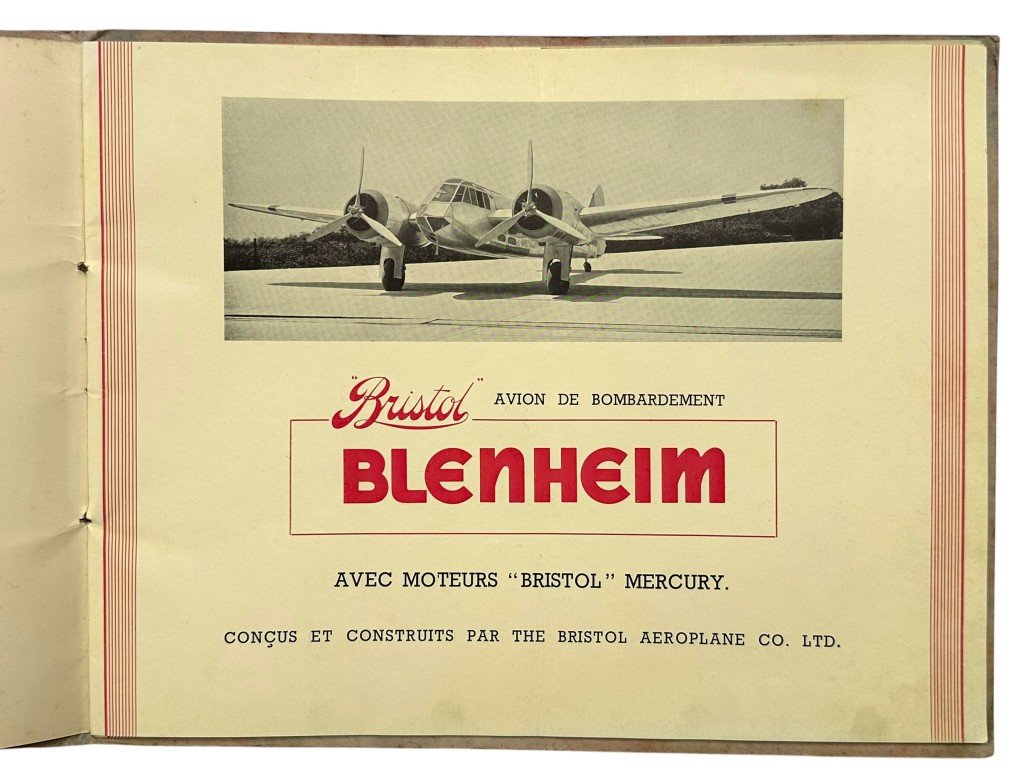 "Bristol" AVION DE BOMBARDEMENT
BLENHEIM
AVEC MOTEURS “BRISTOL” MERCURY.
CONÇUS ET CONSTRUITS PAR THE BRISTOL AEROPLANE CO. LTD.